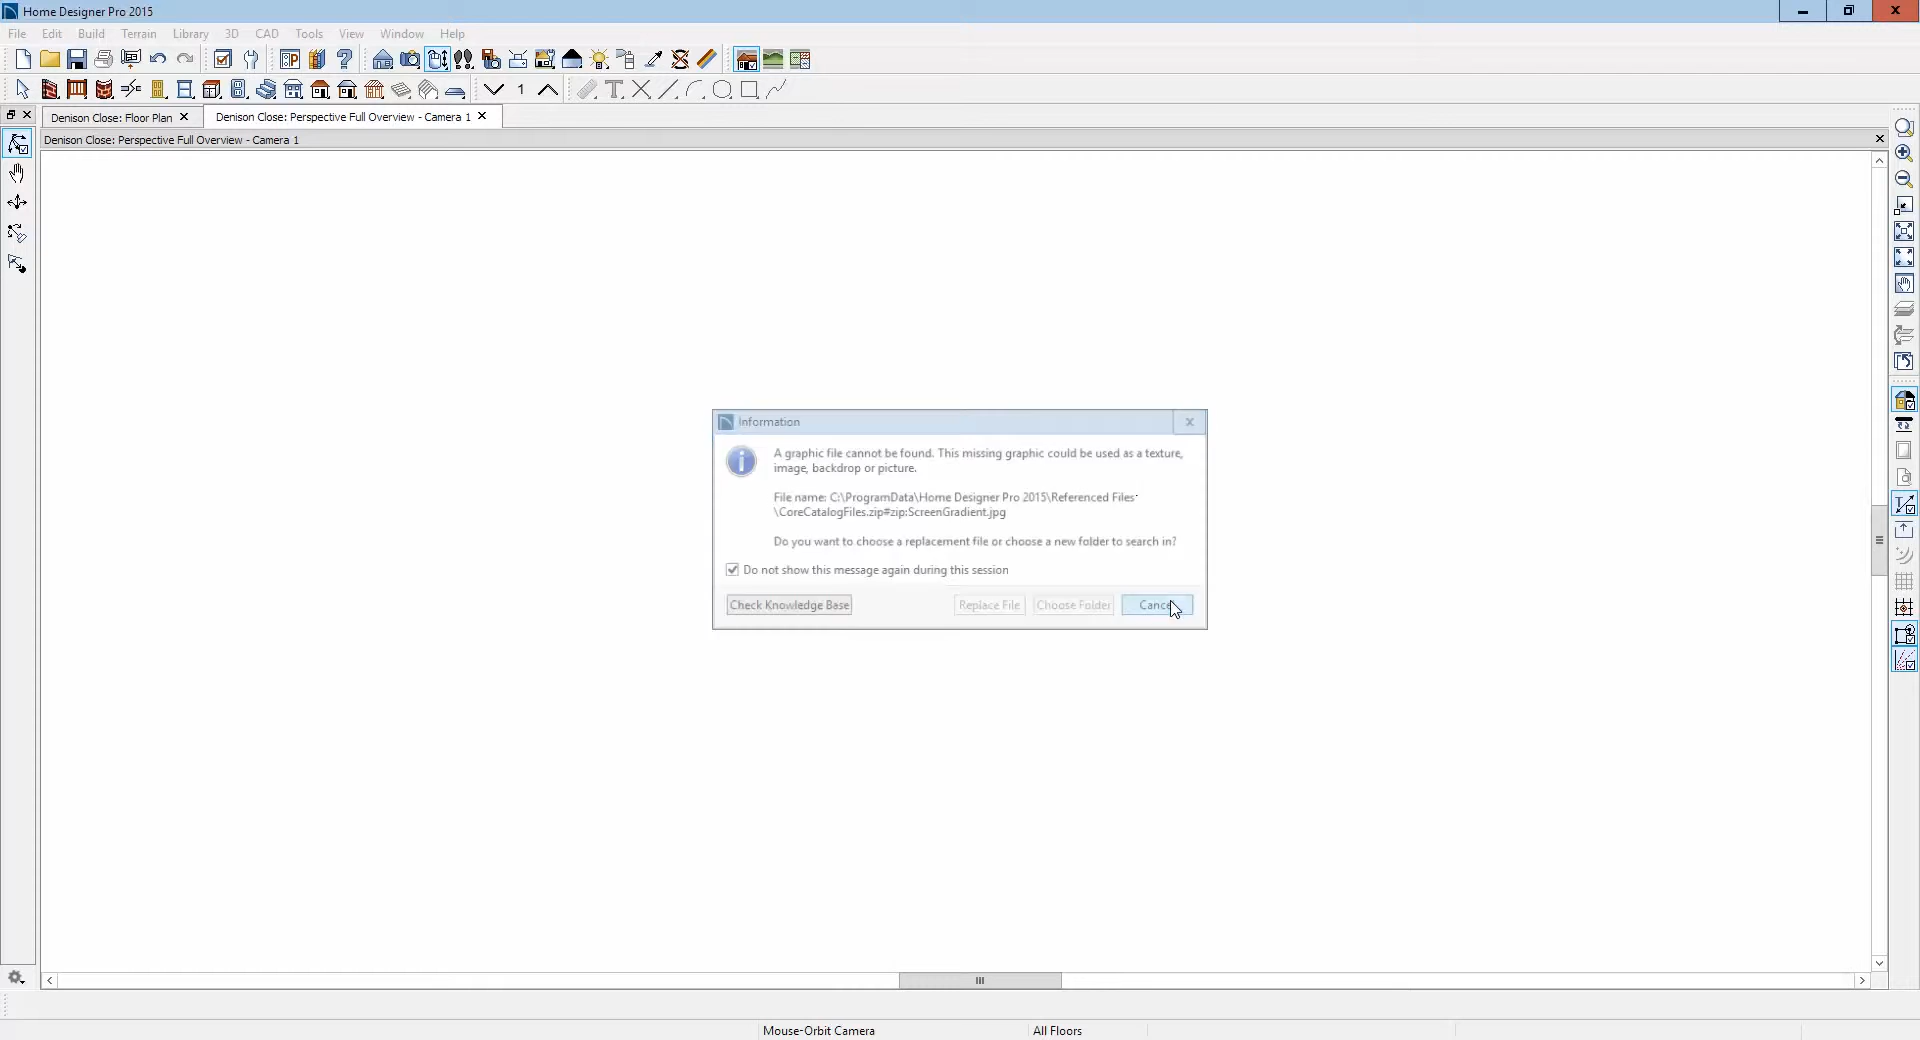 Home Designer Pro 2015
File Edit Build Terrain Library 3D CAD Tools View Window Help
1
Denison Close: Floor Plan
Denison Close: Perspective Full Overview - Camera 1
Denison Close: Perspective Full Overview - Camera 1
Information
A graphic file cannot be found. This missing graphic could be used as a texture,
image, backdrop or picture.
File name: C:\ProgramData\Home Designer Pro 2015\Referenced Files
\CoreCatalogFiles.zip#zip:ScreenGradient.jpg
Do you want to choose a replacement file or choose a new folder to search in?
Do not show this message again during this session
Check Knowledge Base
Replace File
Choose Folder
Cancel
Mouse-Orbit Camera
All Floors